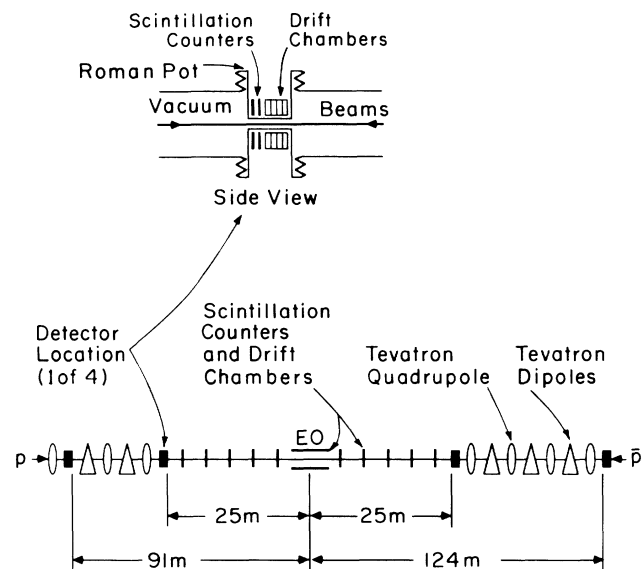 Scintillation
Counters
Drift
Chambers
Roman Pot
Vacuum
Beams
Side View
Detector
Location
(1 of 4)
Scintillation
Counters
and Drift
Chambers
Tevatron
Quadrupole
Tevatron
Dipoles
EO
p
p̄
25m
25m
91m
124m